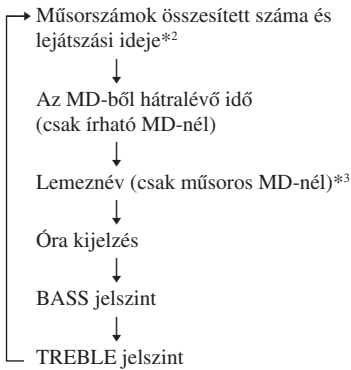 Műsorszámok összesített száma és
lejátszási ideje*2
Az MD-ből hátralévő idő
(csak írható MD-nél)
Lemeznév (csak műsoros MD-nél)*3
Óra kijelzés
BASS jelszint
TREBLE jelszint